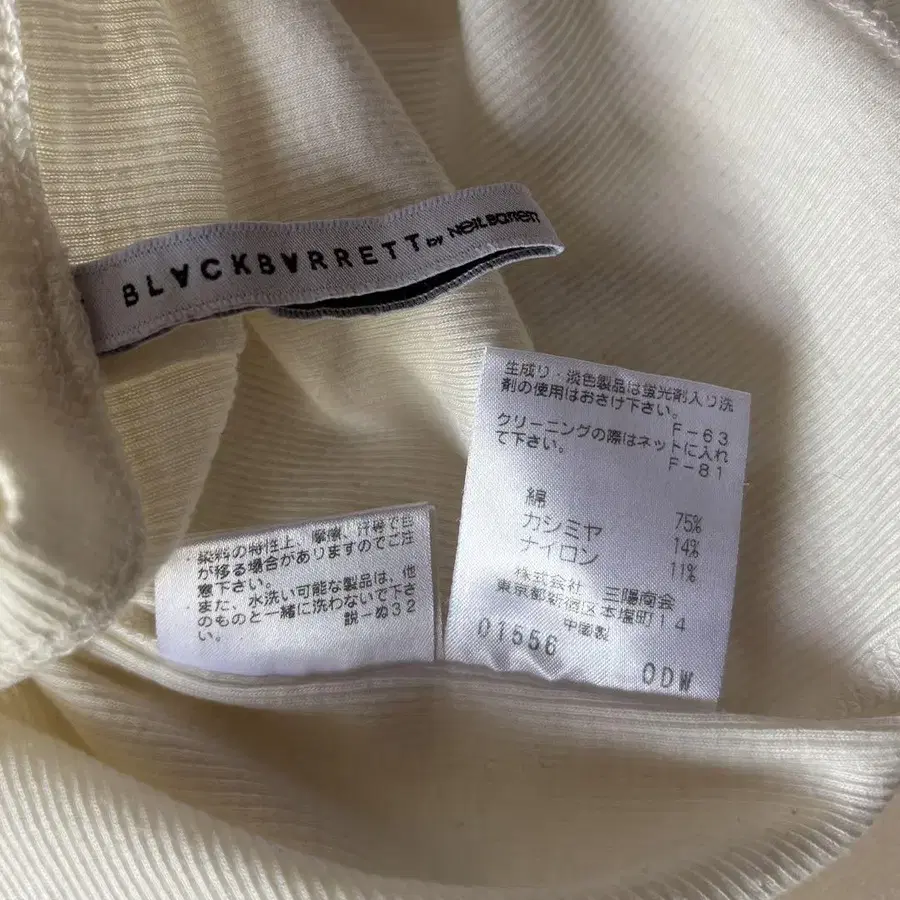 BLVCKBVRRETT by Neil Barrett
生成り・淡色製品は蛍光剤入り洗
剤の使用はおさけ下さい。
F-63
クリーニングの際はネットに入れ
て下さい。
F-81
綿 75%
カシミヤ 14%
ナイロン 11%
株式会社 三陽商会
東京都新宿区本塩町14
中国製
01556
ODW
染料の特性上、摩擦、汗等で色
が移る場合がありますのでご注
意下さい。
また、水洗い可能な製品は、他
のものと一緒に洗わないで下さ
い。 説-ぬ32